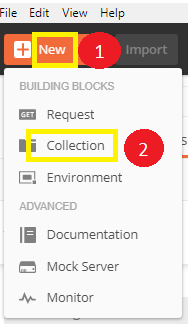 File Edit View Help
+ New 1 Import
BUILDING BLOCKS
GET Request
Collection 2
Environment
ADVANCED
Documentation
Mock Server
Monitor